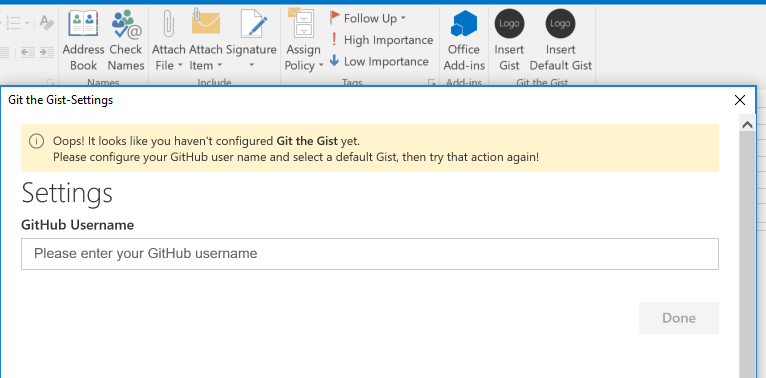 Address Book
Check Names
Attach File
Attach Item
Signature
Assign Policy
Follow Up
High Importance
Low Importance
Office Add-ins
Logo
Insert Gist
Logo
Insert Default Gist
Names
Include
Tags
Add-ins
Git the Gist
Git the Gist-Settings
Oops! It looks like you haven't configured Git the Gist yet.
Please configure your GitHub user name and select a default Gist, then try that action again!
Settings
GitHub Username
Please enter your GitHub username
Done